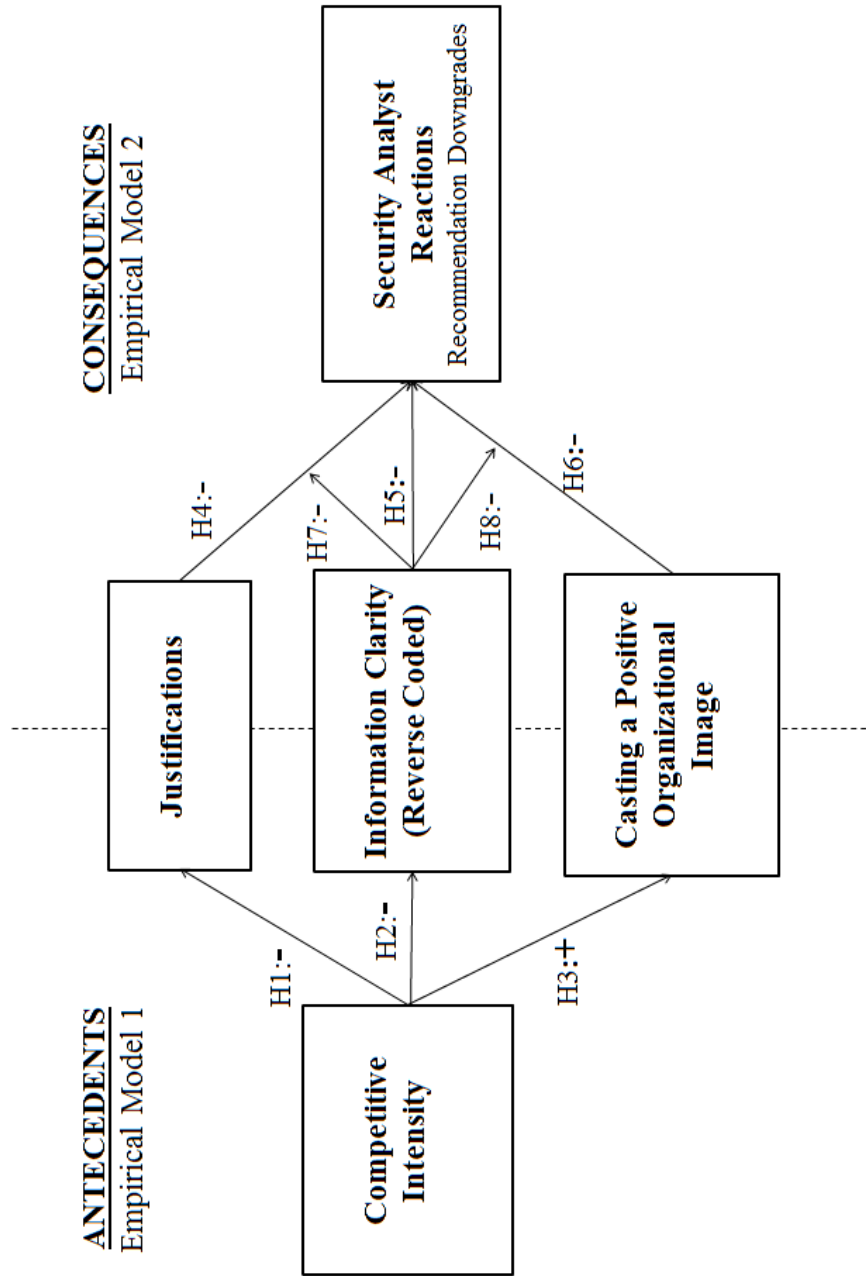 ANTECEDENTS
Empirical Model 1
CONSEQUENCES
Empirical Model 2
Competitive
Intensity
H1:-
H2:-
H3:+
Justifications
Information Clarity
(Reverse Coded)
Casting a Positive
Organizational
Image
H4:-
H7:-
H5:-
H8:-
H6:-
Security Analyst
Reactions
Recommendation Downgrades